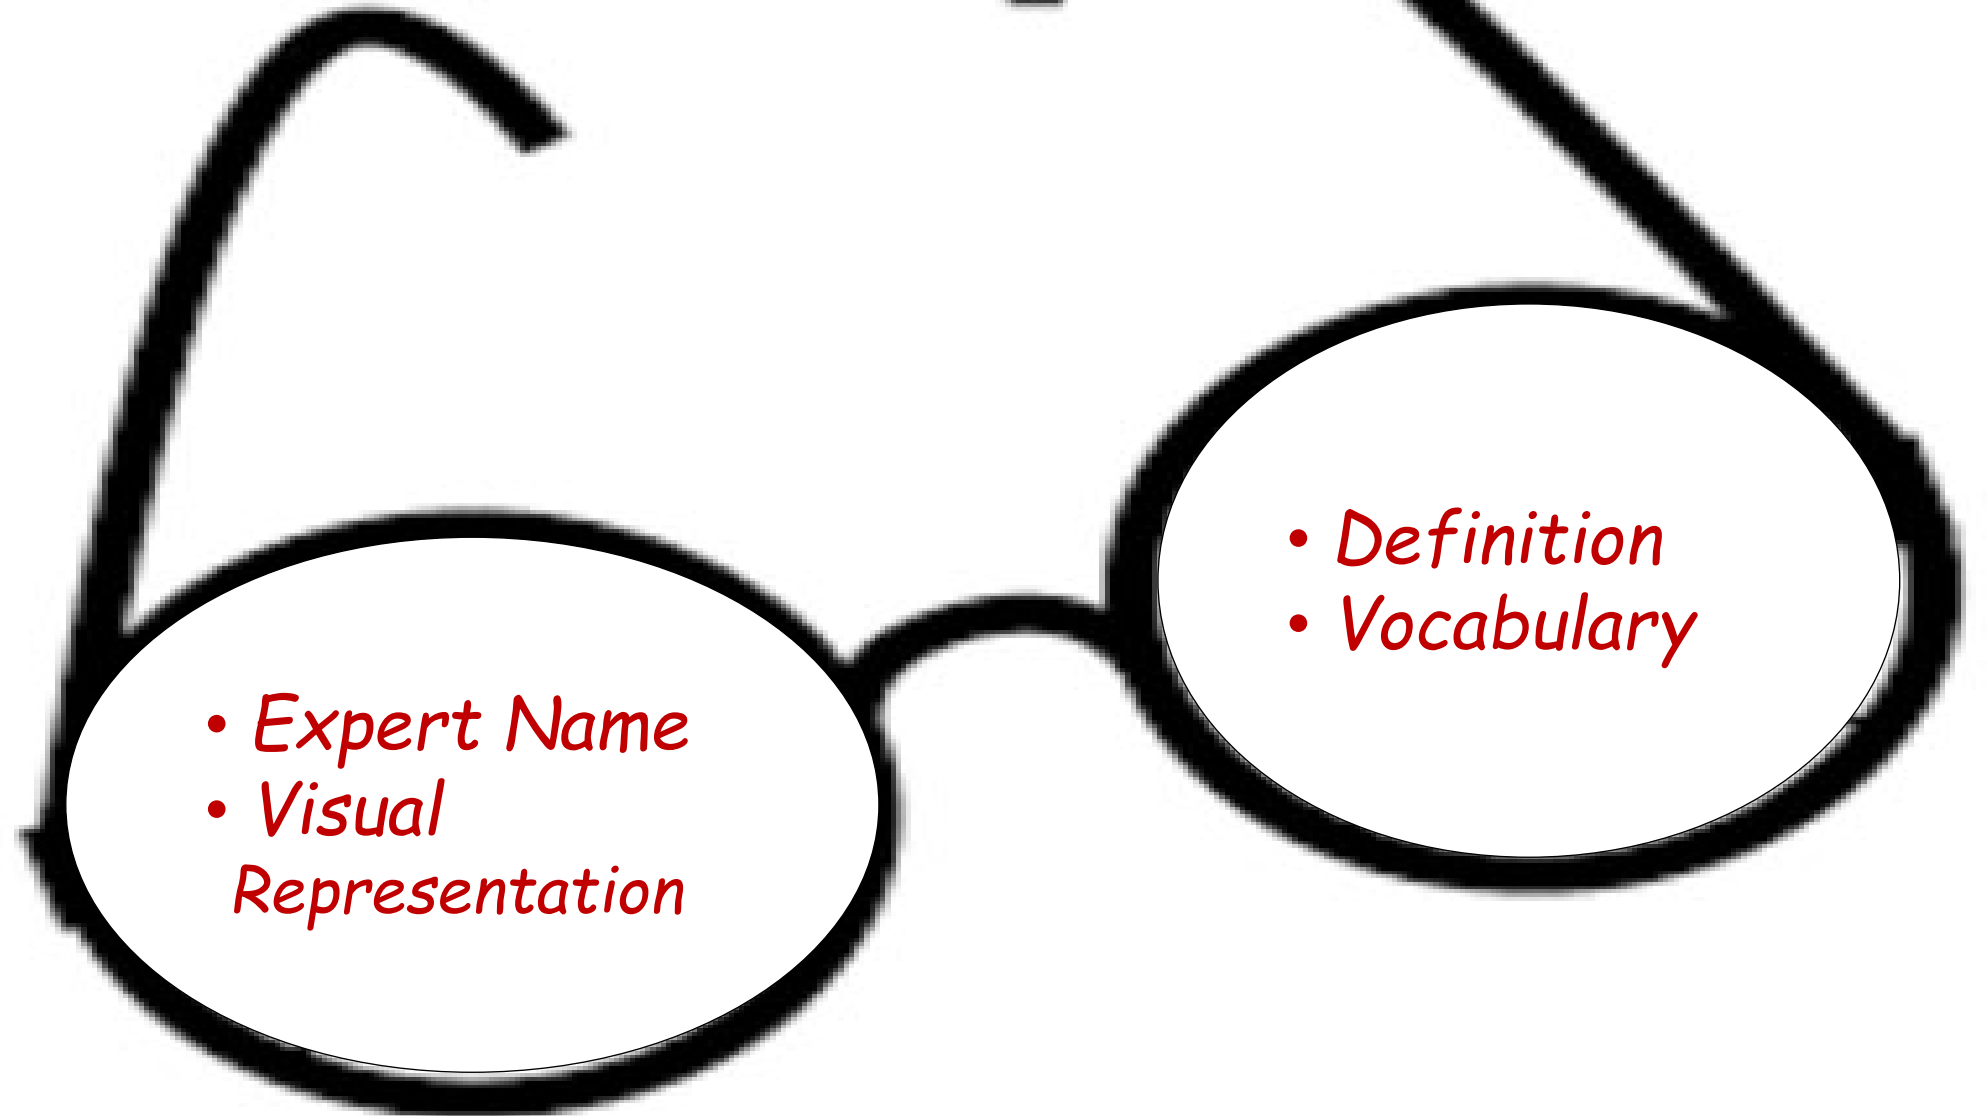 • Expert Name
• Visual
Representation
• Definition
• Vocabulary